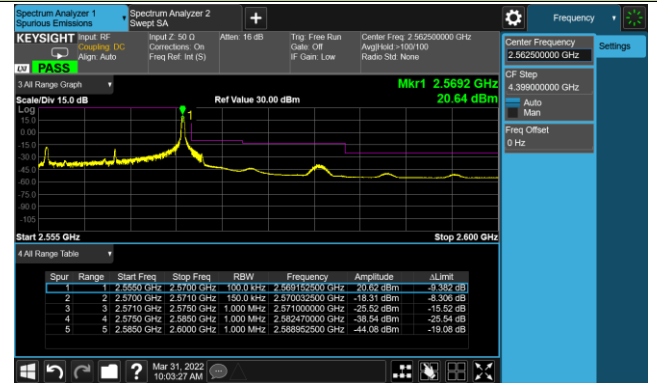 Spectrum Analyzer 1
Spurious Emissions
Spectrum Analyzer 2
Swept SA
Frequency
KEYSIGHT
Input: RF
Coupling: DC
Align: Auto
Input Z: 50 Ω
Corrections: On
Freq Ref: Int (S)
Atten: 16 dB
Trig: Free Run
Gate: Off
IF Gain: Low
Center Freq: 2.562500000 GHz
Avg|Hold:>100/100
Radio Std: None
LXI
PASS
Center Frequency
2.562500000 GHz
Settings
CF Step
4.399000000 GHz
Auto
Man
Freq Offset
0 Hz
3 All Range Graph
Mkr1 2.5692 GHz
20.64 dBm
Scale/Div 15.0 dB
Ref Value 30.00 dBm
Log
1
15.0
0.00
-15.0
-30.0
-45.0
-60.0
-75.0
-90.0
-105
Start 2.555 GHz
Stop 2.600 GHz
4 All Range Table
Spur Range Start Freq Stop Freq RBW Frequency Amplitude ΔLimit
1 1 2.5550 GHz 2.5700 GHz 100.0 kHz 2.569152500 GHz 20.62 dBm -9.382 dB
2 2 2.5700 GHz 2.5710 GHz 150.0 kHz 2.570032500 GHz -18.31 dBm -8.306 dB
3 3 2.5710 GHz 2.5750 GHz 1.000 MHz 2.571000000 GHz -25.52 dBm -15.52 dB
4 4 2.5750 GHz 2.5850 GHz 1.000 MHz 2.582470000 GHz -38.54 dBm -25.54 dB
5 5 2.5850 GHz 2.6000 GHz 1.000 MHz 2.588952500 GHz -44.08 dBm -19.08 dB
Mar 31, 2022
10:03:27 AM